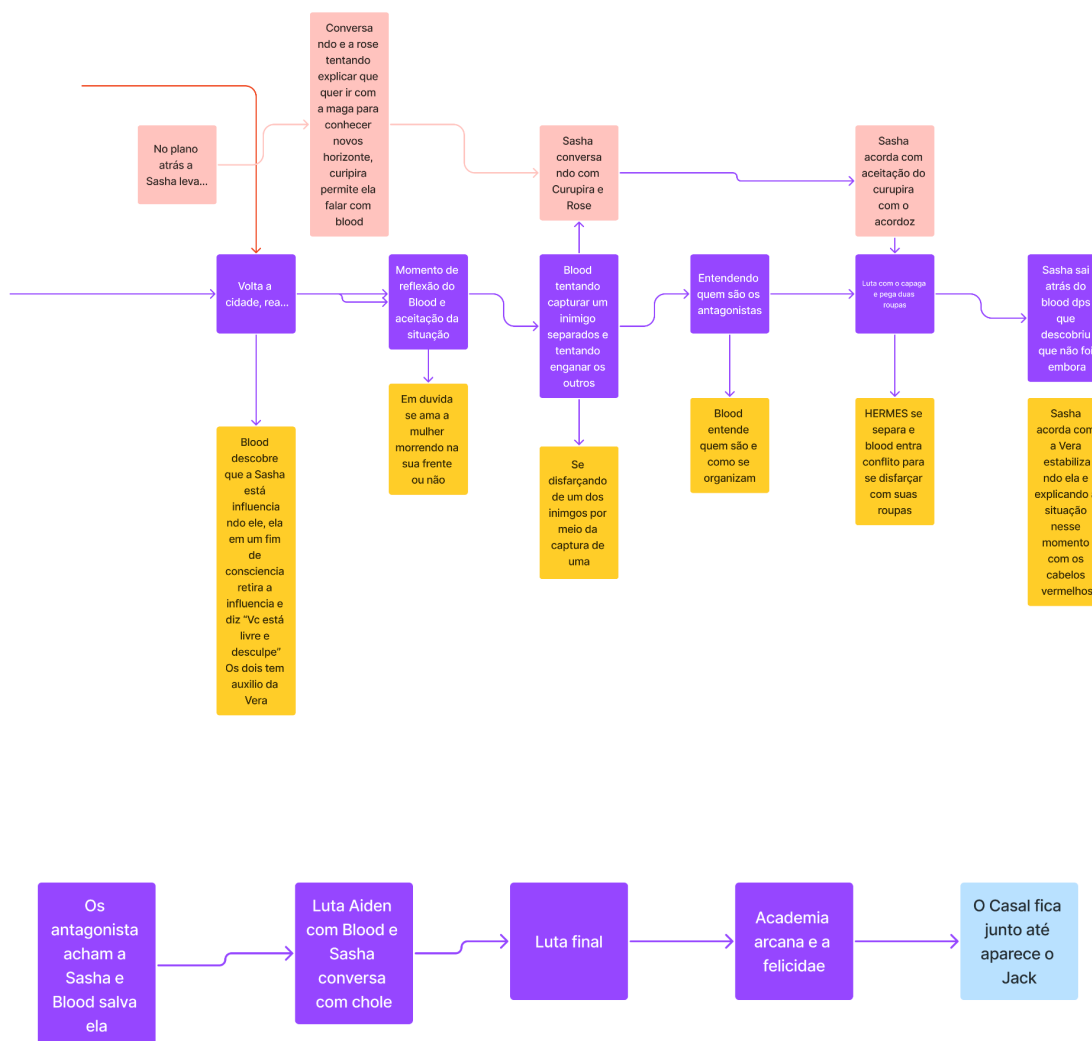 Conversa
ndo e a rose
tentando
explicar que
quer ir com
a maga para
conhecer
novos
horizonte,
curipira
permite ela
falar com
blood
No plano
atrás a
Sasha leva...
Sasha
conversa
ndo com
Curupira e
Rose
Sasha
acorda com
aceitação do
curupira
com o
acordoz
Volta a
cidade, rea...
Momento de
reflexão do
Blood e
aceitação da
situação
Blood
tentando
capturar um
inimigo
separados e
tentando
enganar os
outros
Entendendo
quem são os
antagonistas
Luta com o capaga
e pega duas
roupas
Sasha sai
atrás do
blood dps
que
descobriu
que não foi
embora
Blood
descobre
que a Sasha
está
influencia
ndo ele, ela
em um fim
de
consciencia
retira a
influencia e
diz "Vc está
livre e
desculpe"
Os dois tem
auxilio da
Vera
Em duvida
se ama a
mulher
morrendo na
sua frente
ou não
Se
disfarçando
de um dos
inimgos por
meio da
captura de
uma
Blood
entende
quem são e
como se
organizam
HERMES se
separa e
blood entra
conflito para
se disfarçar
com suas
roupas
Sasha
acorda com
a Vera
estabiliza
ndo ela e
explicando
situação
nesse
momento
com os
cabelos
vermelhos
Os
antagonista
acham a
Sasha e
Blood salva
ela
Luta Aiden
com Blood e
Sasha
conversa
com chole
Luta final
Academia
arcana e a
felicidae
O Casal fica
junto até
aparece o
Jack